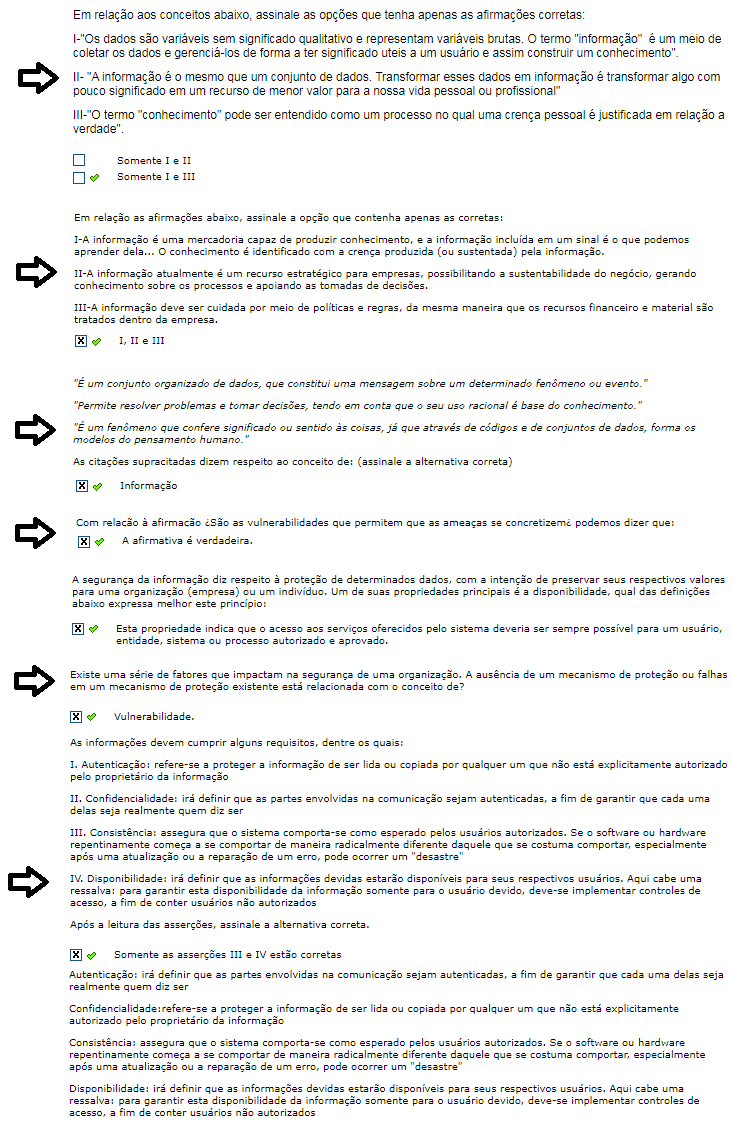 Em relação aos conceitos abaixo, assinale as opções que tenha apenas as afirmações corretas:
I-"Os dados são variáveis sem significado qualitativo e representam variáveis brutas. O termo "informação"  é um meio de
coletar os dados e gerenciá-los de forma a ter significado uteis a um usuário e assim construir um conhecimento".
II- "A informação é o mesmo que um conjunto de dados. Transformar esses dados em informação é transformar algo com
pouco significado em um recurso de menor valor para a nossa vida pessoal ou profissional"
III-"O termo "conhecimento" pode ser entendido como um processo no qual uma crença pessoal é justificada em relação a
verdade".
Somente I e II
Somente I e III
Em relação as afirmações abaixo, assinale a opção que contenha apenas as corretas:
I-A informação é uma mercadoria capaz de produzir conhecimento, e a informação incluída em um sinal é o que podemos
aprender dela... O conhecimento é identificado com a crença produzida (ou sustentada) pela informação.
II-A informação atualmente é um recurso estratégico para empresas, possibilitando a sustentabilidade do negócio, gerando
conhecimento sobre os processos e apoiando as tomadas de decisões.
III-A informação deve ser cuidada por meio de políticas e regras, da mesma maneira que os recursos financeiro e material são
tratados dentro da empresa.
I, II e III
"É um conjunto organizado de dados, que constitui uma mensagem sobre um determinado fenômeno ou evento."
"Permite resolver problemas e tomar decisões, tendo em conta que o seu uso racional é base do conhecimento."
"É um fenômeno que confere significado ou sentido às coisas, já que através de códigos e de conjuntos de dados, forma os
modelos do pensamento humano."
As citações supracitadas dizem respeito ao conceito de: (assinale a alternativa correta)
Informação
Com relação à afirmação ¿São as vulnerabilidades que permitem que as ameaças se concretizem¿ podemos dizer que:
A afirmativa é verdadeira.
A segurança da informação diz respeito à proteção de determinados dados, com a intenção de preservar seus respectivos valores
para uma organização (empresa) ou um indivíduo. Um de suas propriedades principais é a disponibilidade, qual das definições
abaixo expressa melhor este princípio:
Esta propriedade indica que o acesso aos serviços oferecidos pelo sistema deveria ser sempre possível para um usuário,
entidade, sistema ou processo autorizado e aprovado.
Existe uma série de fatores que impactam na segurança de uma organização. A ausência de um mecanismo de proteção ou falhas
em um mecanismo de proteção existente está relacionada com o conceito de?
Vulnerabilidade.
As informações devem cumprir alguns requisitos, dentre os quais:
I. Autenticação: refere-se a proteger a informação de ser lida ou copiada por qualquer um que não está explicitamente autorizado
pelo proprietário da informação
II. Confidencialidade: irá definir que as partes envolvidas na comunicação sejam autenticadas, a fim de garantir que cada uma
delas seja realmente quem diz ser
III. Consistência: assegura que o sistema comporta-se como esperado pelos usuários autorizados. Se o software ou hardware
repentinamente começa a se comportar de maneira radicalmente diferente daquele que se costuma comportar, especialmente
após uma atualização ou a reparação de um erro, pode ocorrer um "desastre"
IV. Disponibilidade: irá definir que as informações devidas estarão disponíveis para seus respectivos usuários. Aqui cabe uma
ressalva: para garantir esta disponibilidade da informação somente para o usuário devido, deve-se implementar controles de
acesso, a fim de conter usuários não autorizados
Após a leitura das asserções, assinale a alternativa correta.
Somente as asserções III e IV estão corretas
Autenticação: irá definir que as partes envolvidas na comunicação sejam autenticadas, a fim de garantir que cada uma delas seja
realmente quem diz ser
Confidencialidade:refere-se a proteger a informação de ser lida ou copiada por qualquer um que não está explicitamente
autorizado pelo proprietário da informação
Consistência: assegura que o sistema comporta-se como esperado pelos usuários autorizados. Se o software ou hardware
repentinamente começa a se comportar de maneira radicalmente diferente daquele que se costuma comportar, especialmente
após uma atualização ou a reparação de um erro, pode ocorrer um "desastre"
Disponibilidade: irá definir que as informações devidas estarão disponíveis para seus respectivos usuários. Aqui cabe uma
ressalva: para garantir esta disponibilidade da informação somente para o usuário devido, deve-se implementar controles de
acesso, a fim de conter usuários não autorizados